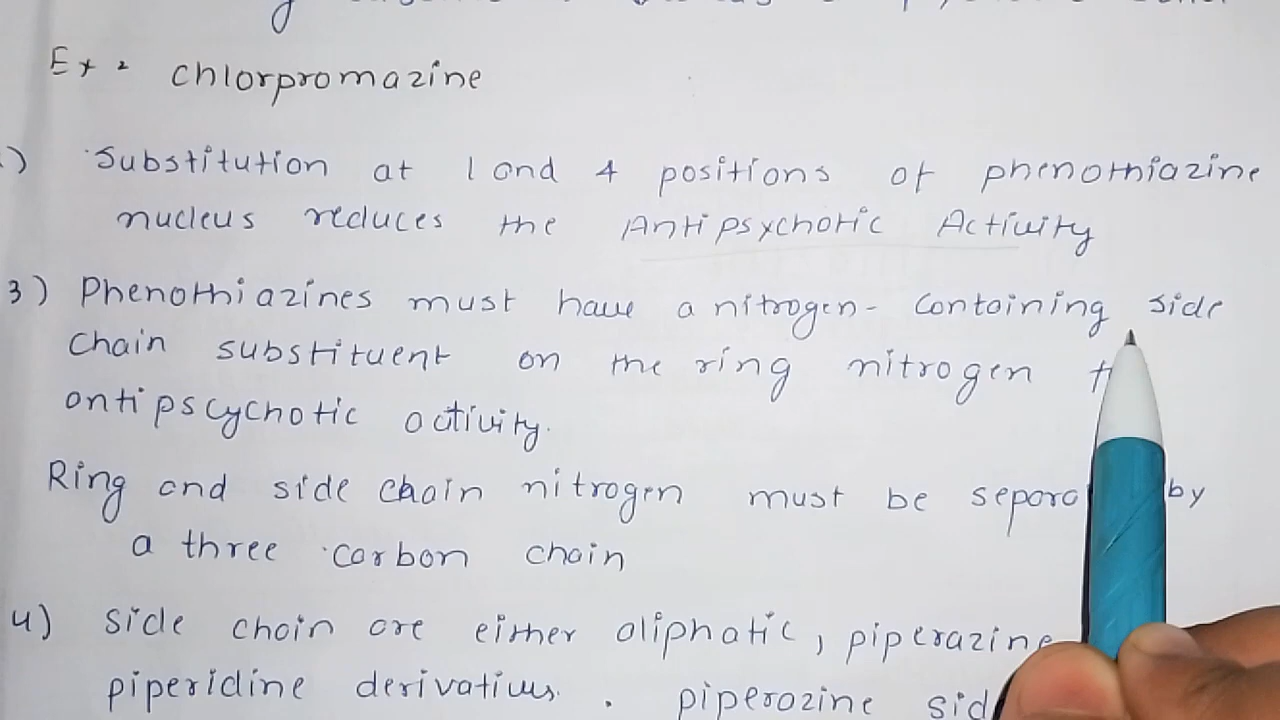 Ex : chlorpromazine
) Substitution at 1 and 4 positions of phenothiazine
nucleus reduces the Antipsychotic Activity
3) Phenothiazines must have a nitrogen- containing side
chain substituent on the ring nitrogen
antipscychotic activity.
Ring and side chain nitrogen must be by
a three carbon chain
4) side chain are either aliphatic, piperazine
piperidine derivatives. piperazine